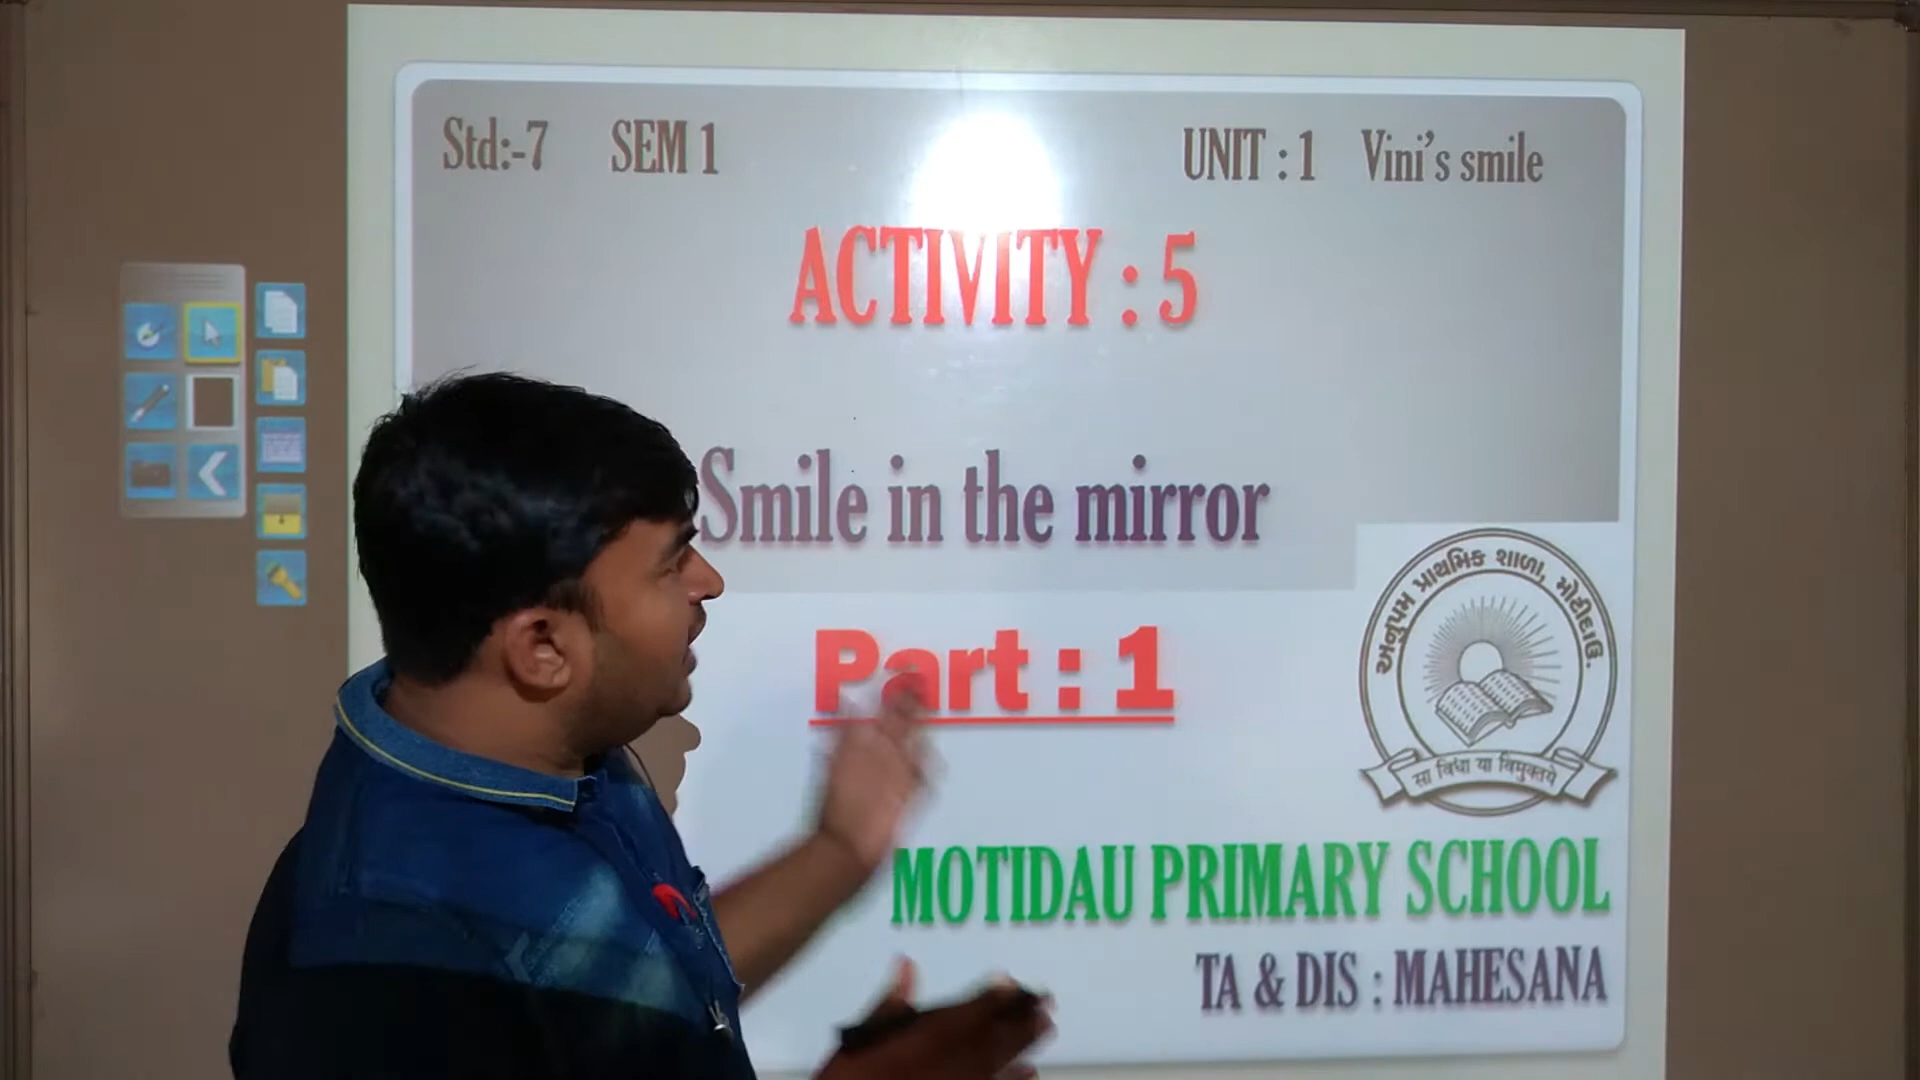 Std:-7 SEM 1 UNIT : 1 Vini's smile
ACTIVITY : 5
Smile in the mirror
Part : 1
અનુપમ પ્રાથમિક શાળા, મોટીદાઉ.
सा विद्या या विमुक्तये
MOTIDAU PRIMARY SCHOOL
TA & DIS : MAHESANA